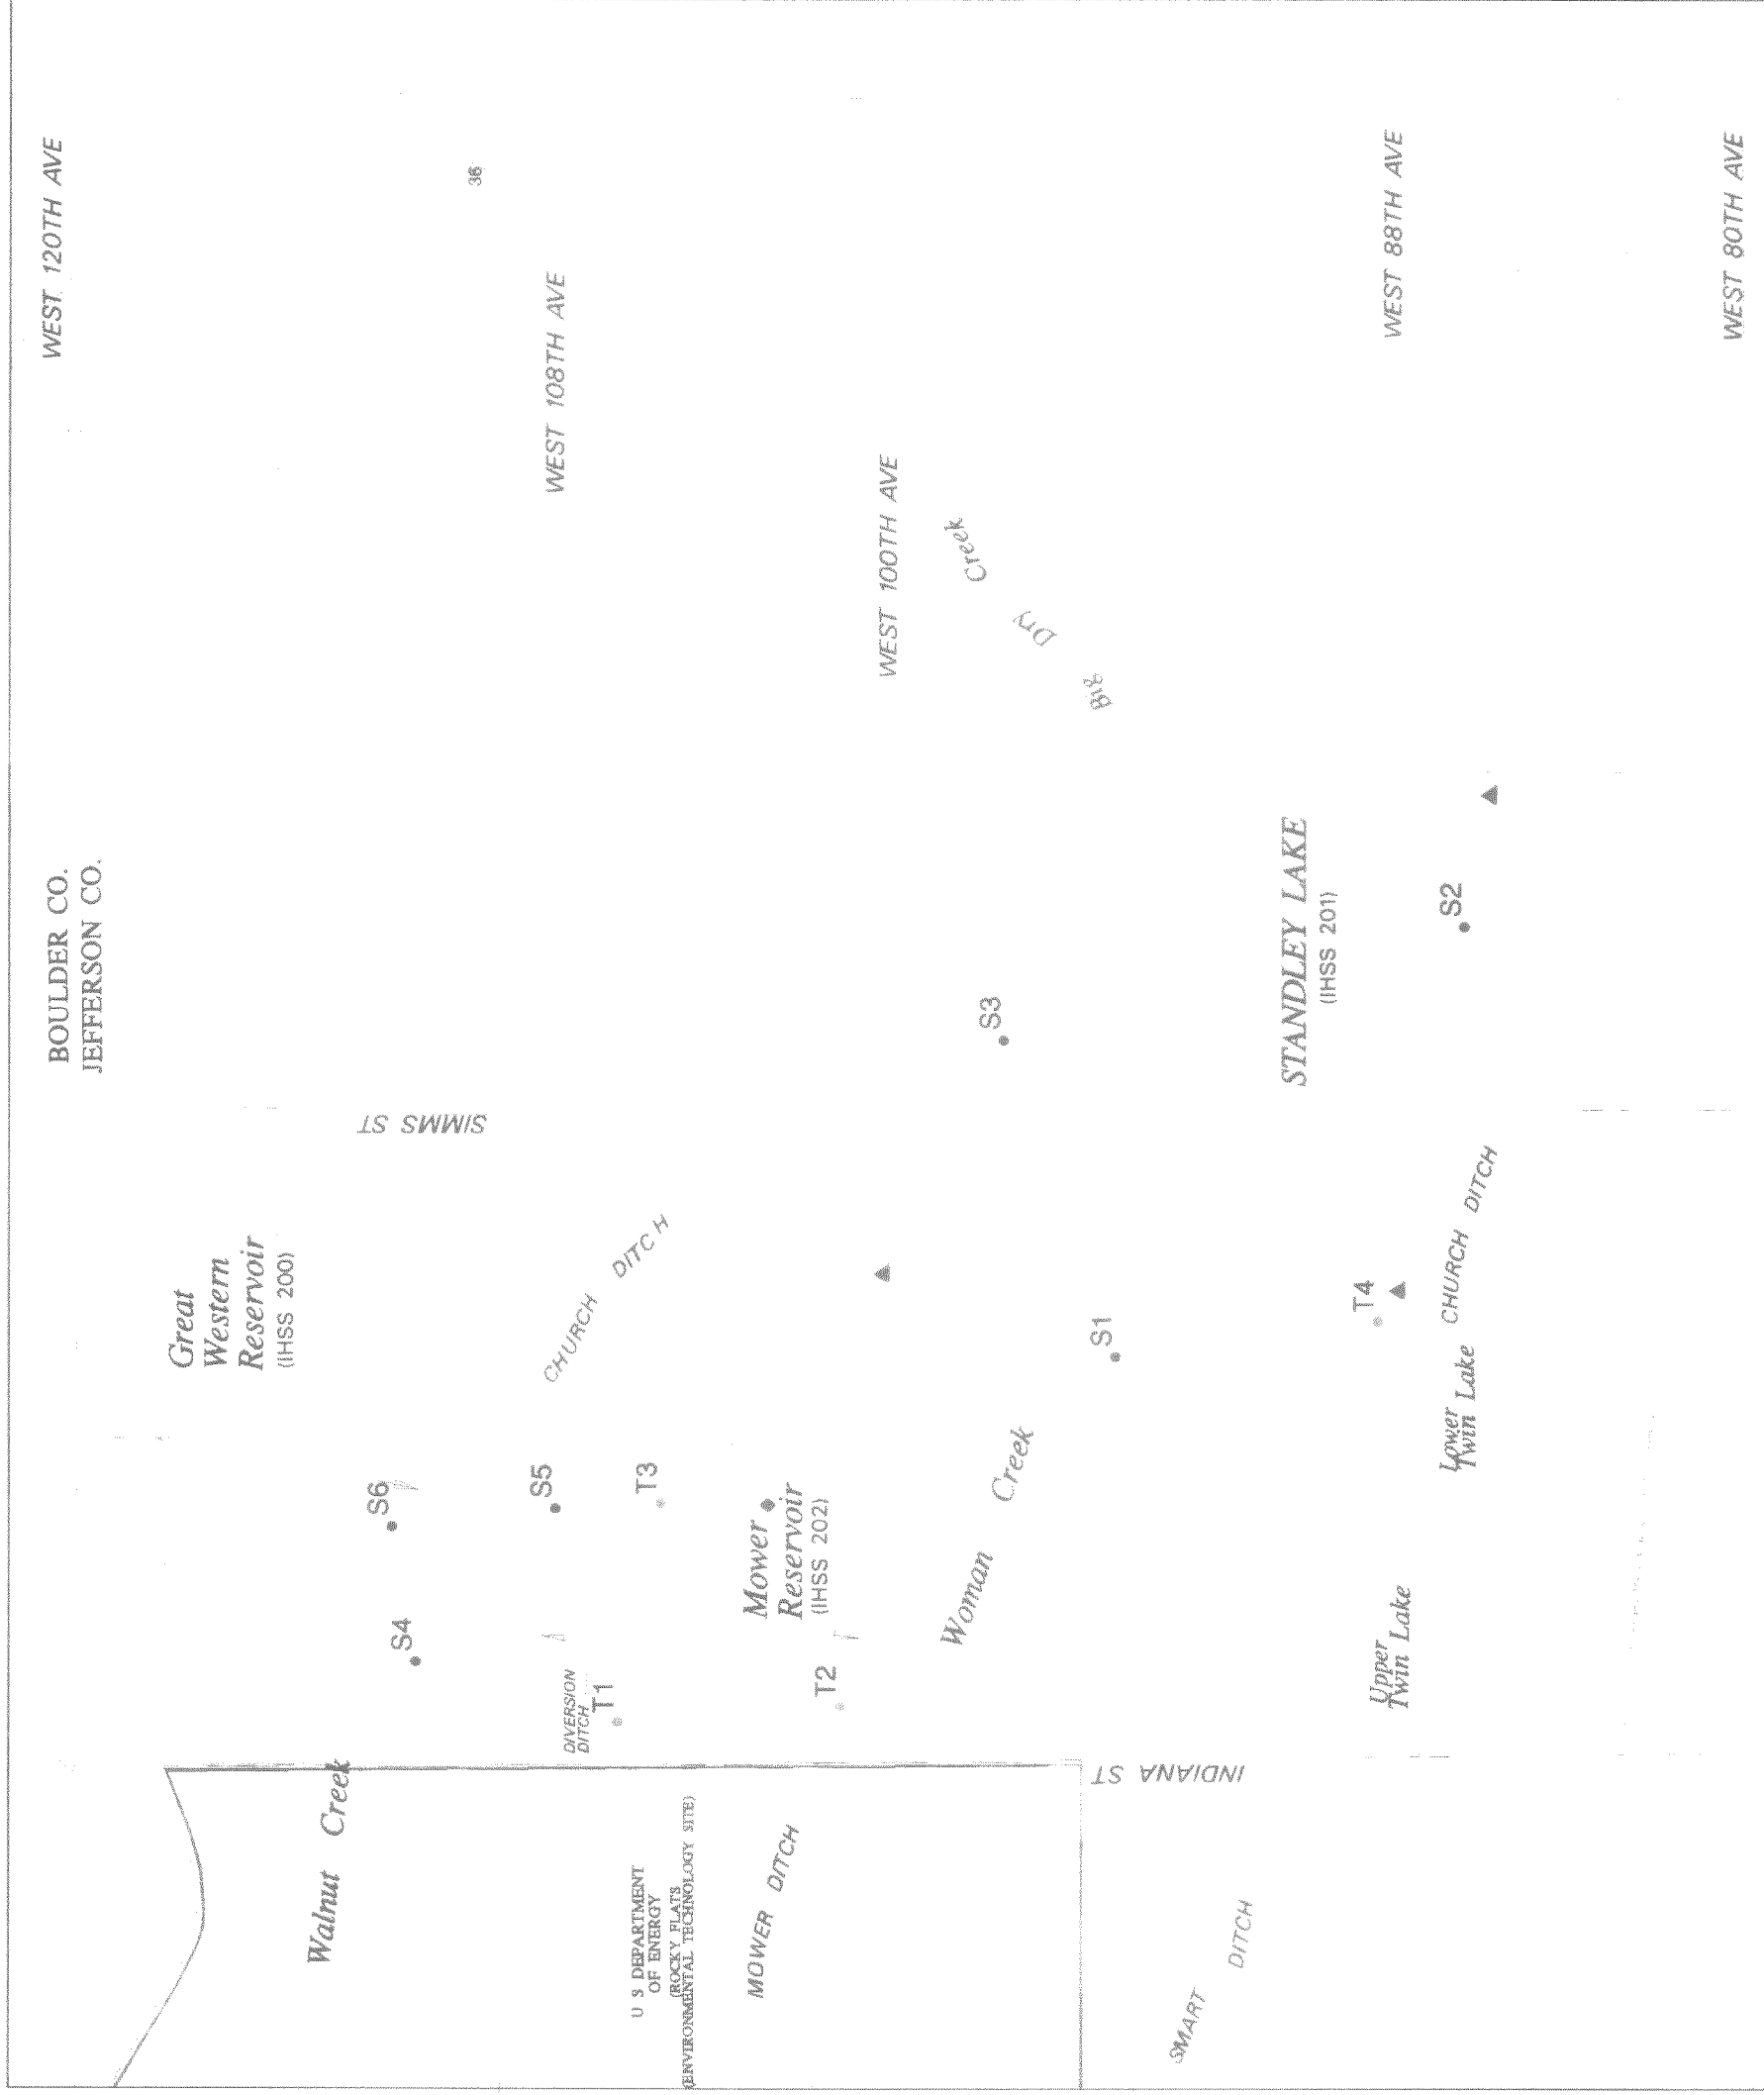 BOULDER CO.
JEFFERSON CO.
WEST 120TH AVE
Great
Western
Reservoir
(IHSS 200)
Walnut Creek
SIMMS ST
S4
S6
36
DIVERSION
DITCH
T1
S5
CHURCH DITCH
WEST 108TH AVE
T3
U S DEPARTMENT
OF ENERGY
(ROCKY FLATS
(ENVIRONMENTAL TECHNOLOGY SITE)
MOWER DITCH
Mower
Reservoir
(IHSS 202)
T2
WEST 100TH AVE
Woman Creek
S3
Big Dry Creek
S1
INDIANA ST
SMART DITCH
STANDLEY LAKE
(IHSS 201)
T4
WEST 88TH AVE
Upper
Twin Lake
Lower
Twin Lake
CHURCH DITCH
S2
WEST 80TH AVE